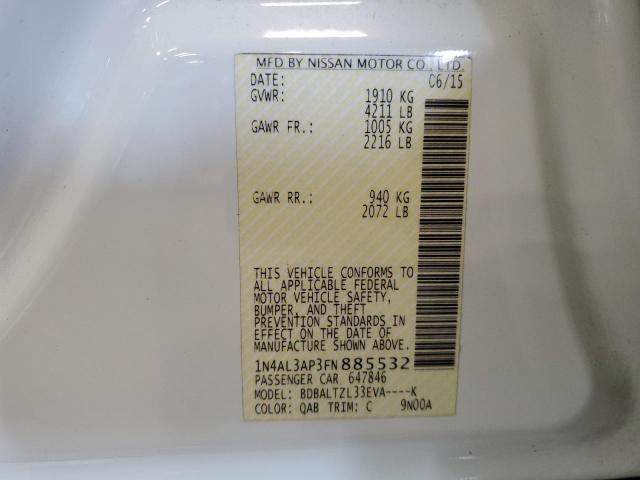 MFD BY NISSAN MOTOR CO., LTD.
DATE: 06/15
GVWR: 1910 KG
4211 LB
GAWR FR.: 1005 KG
2216 LB
GAWR RR.: 940 KG
2072 LB
THIS VEHICLE CONFORMS TO
ALL APPLICABLE FEDERAL
MOTOR VEHICLE SAFETY,
BUMPER, AND THEFT
PREVENTION STANDARDS IN
EFFECT ON THE DATE OF
MANUFACTURE SHOWN ABOVE.
1N4AL3AP3FN885532
PASSENGER CAR 647846
MODEL: BDBALTZL33EVA----K
COLOR: QAB TRIM: C 9N00A